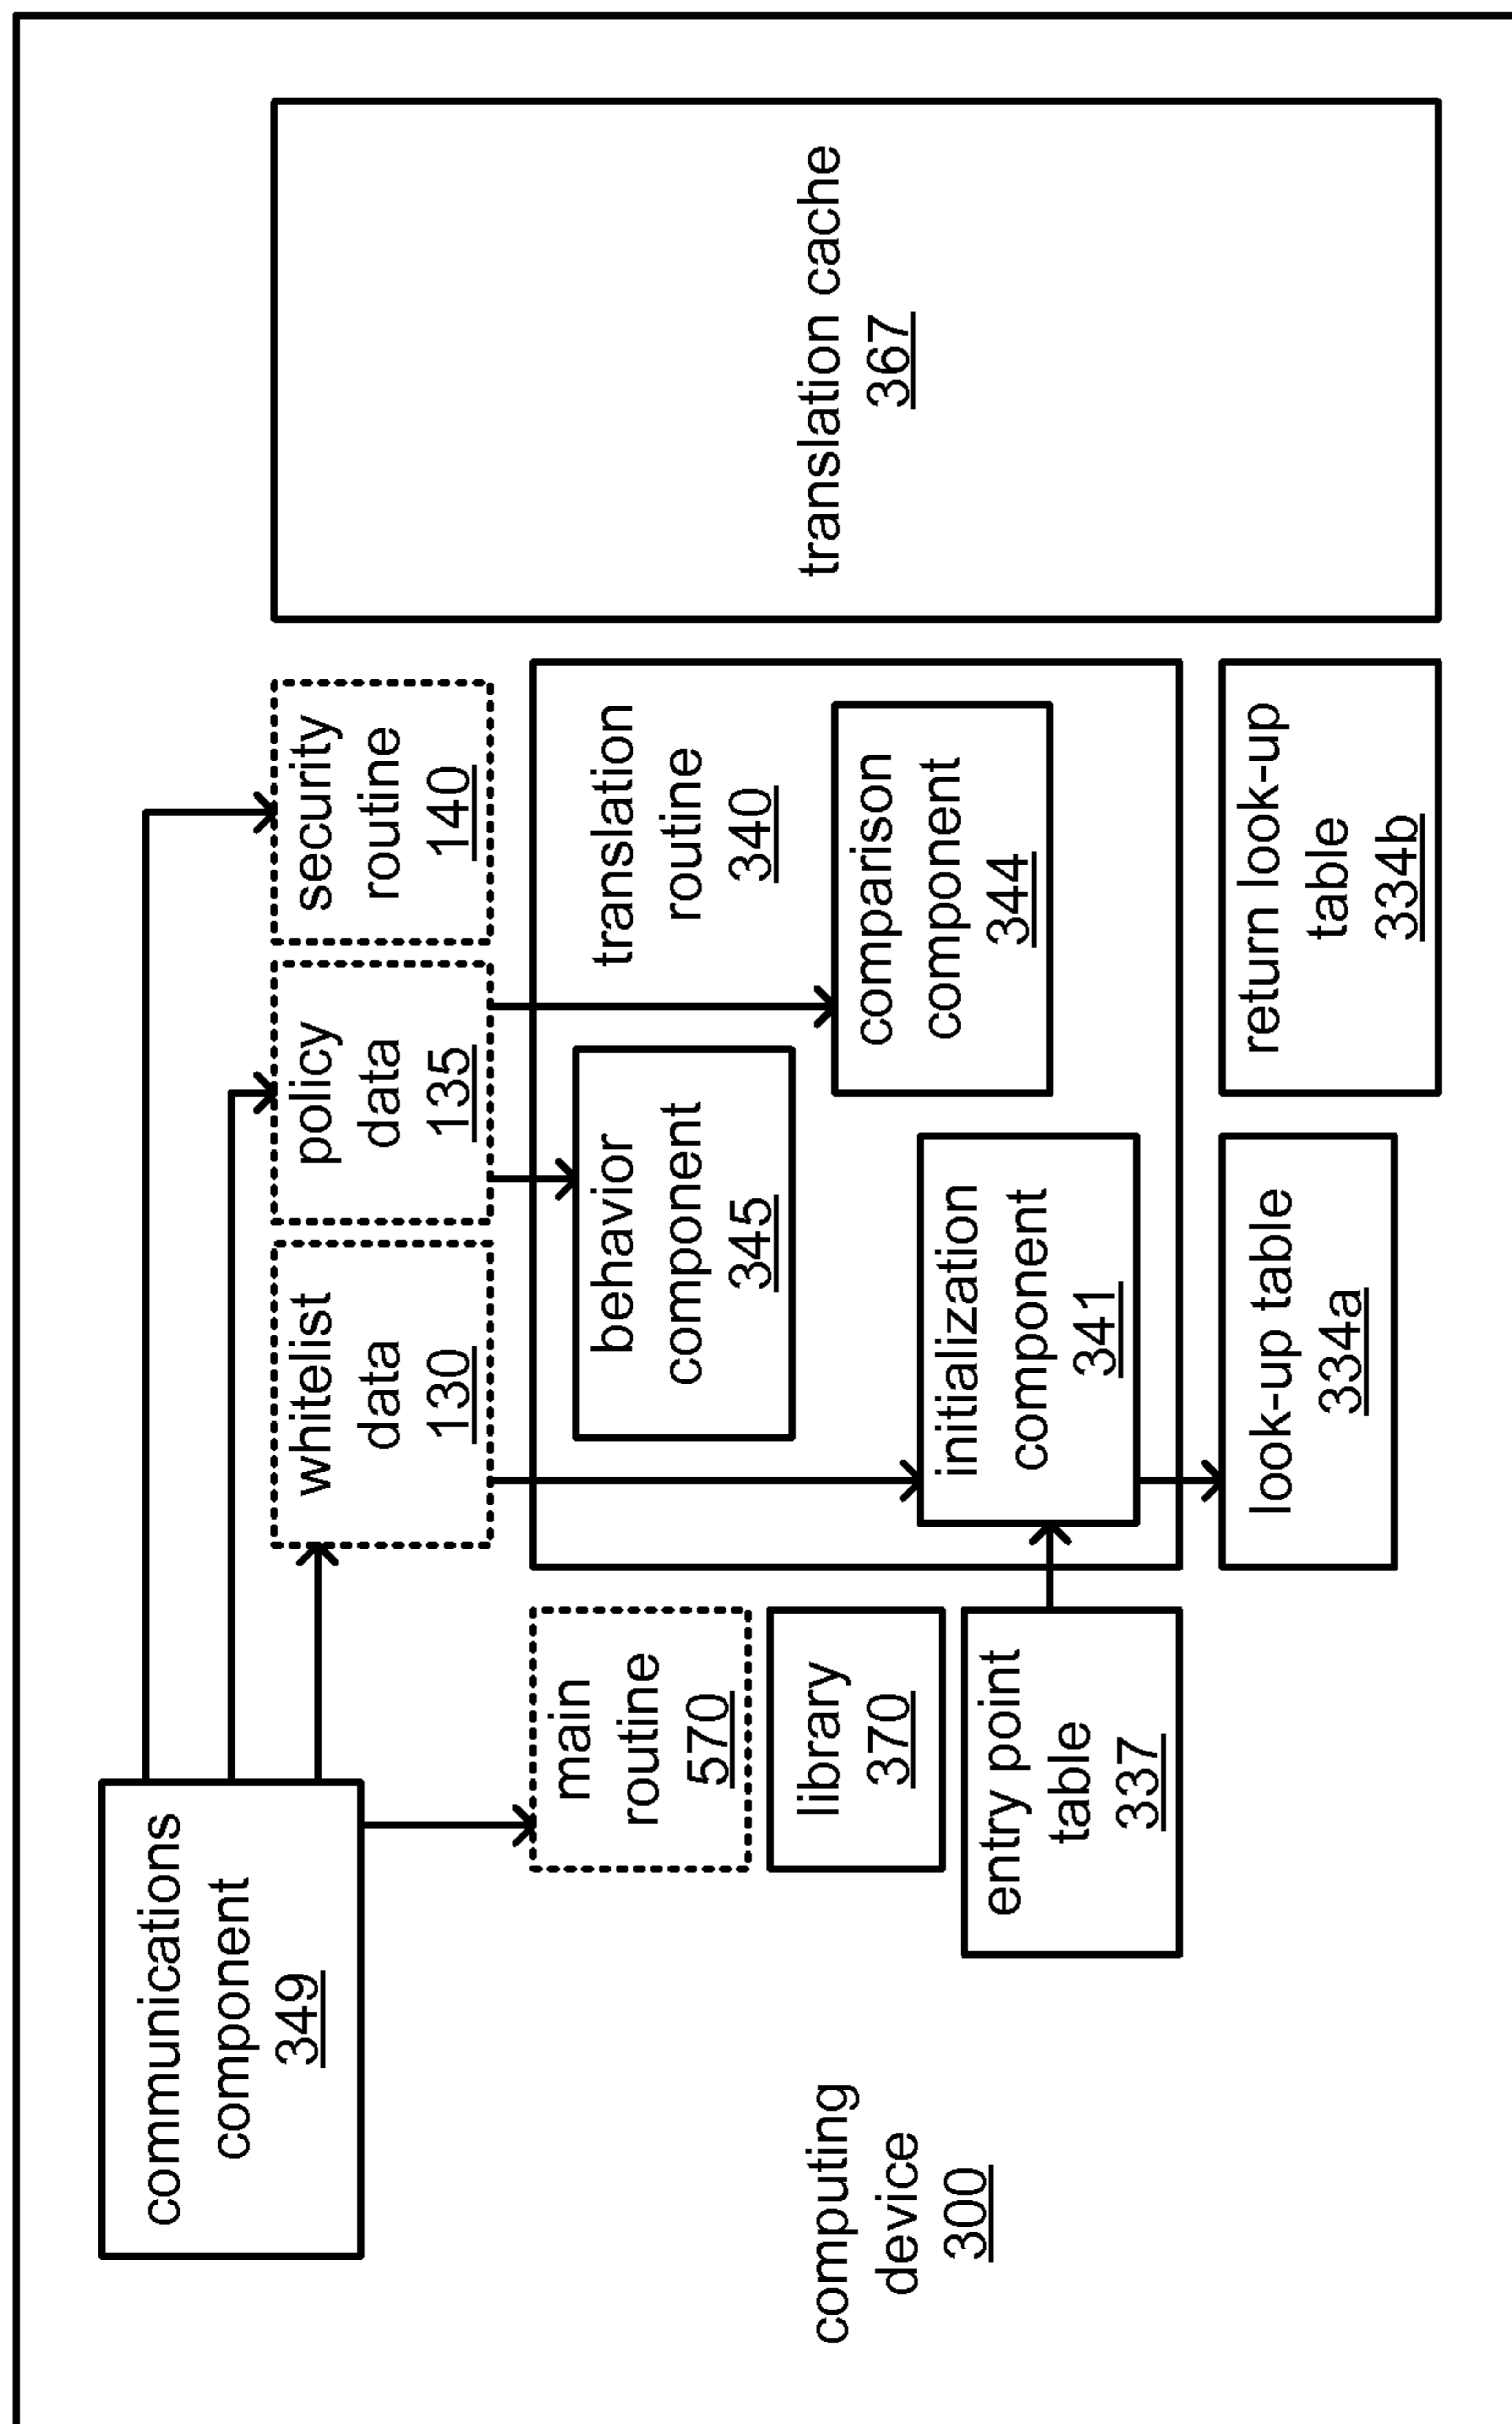 communications
component
349
whitelist
data
130
policy
data
135
security
routine
140
main
routine
570
library
370
entry point
table
337
behavior
component
345
translation
routine
340
initialization
component
341
comparison
component
344
look-up table
334a
return look-up
table
334b
translation cache
367
computing
device
300